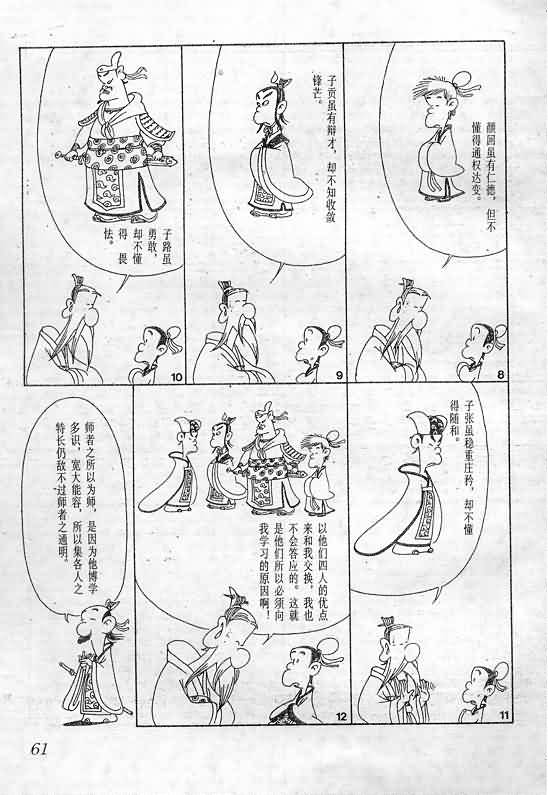 颜回虽有仁德，但不
懂得通权达变。
8
子贡虽有辩才，却不知收敛
锋芒。
9
子路虽
勇敢，
却不懂
得畏
怯。
10
子张虽稳重庄矜，却不懂
得随和。
11
以他们四人的优点
来和我交换，我也
不会答应的。这就
是他们所以必须向
我学习的原因啊！
12
师者之所以为师，是因为他博学
多识，宽大能容，所以集各人之
特长仍敌不过师者之通明。
61